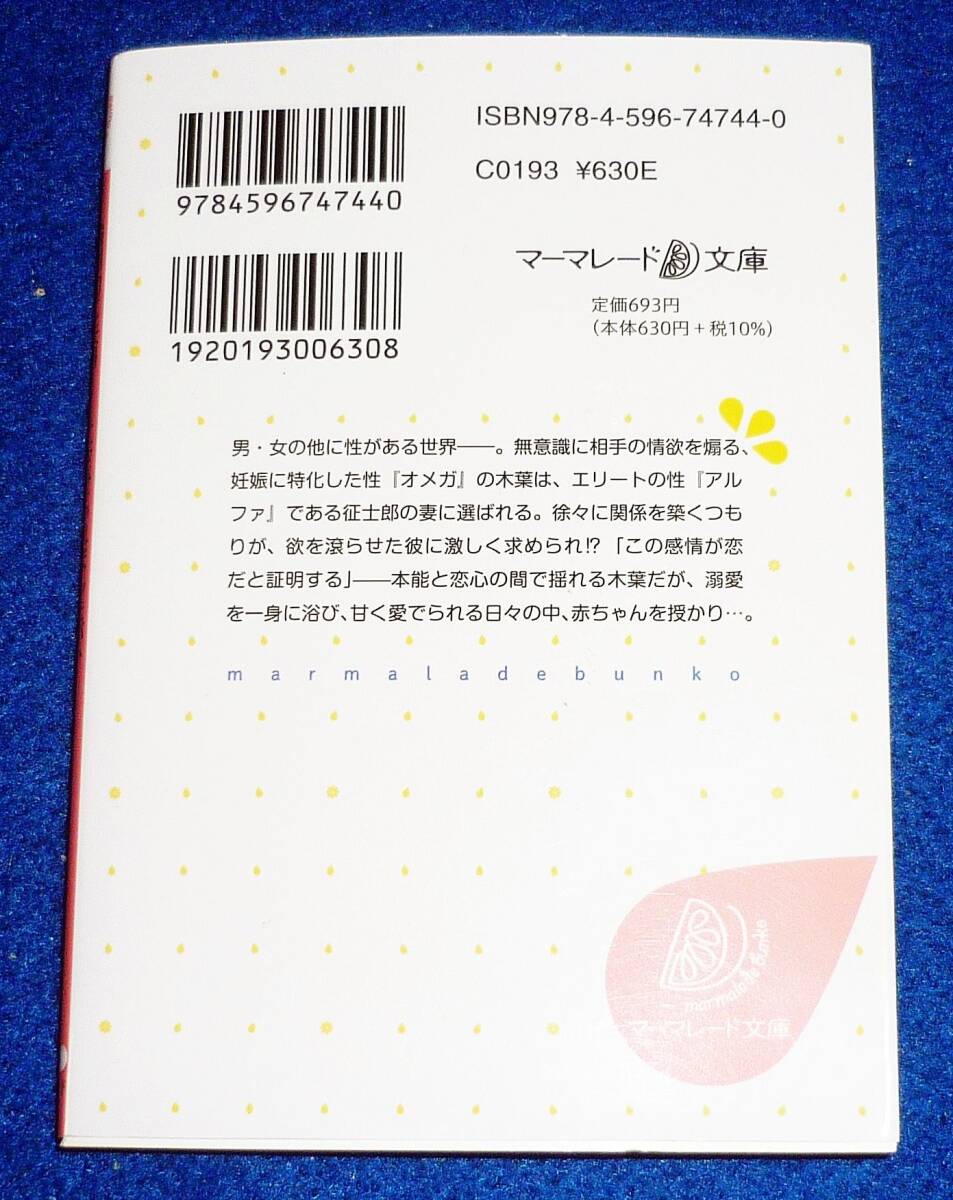 9784596747440
ISBN978-4-596-74744-0
C0193 ¥630E
1920193006308
マーマレード文庫
定価693円
(本体630円+税10%)
男・女の他に性がある世界――。無意識に相手の情欲を煽る、
妊娠に特化した性『オメガ』の木葉は、エリートの性『アル
ファ』である征士郎の妻に選ばれる。徐々に関係を築くつも
りが、欲を滾らせた彼に激しく求められ!?「この感情が恋
だと証明する」――本能と恋心の間で揺れる木葉だが、溺愛
を一身に浴び、甘く愛でられる日々の中、赤ちゃんを授かり…。
marmaladebunko
marmalade Bunko
マーマレード文庫